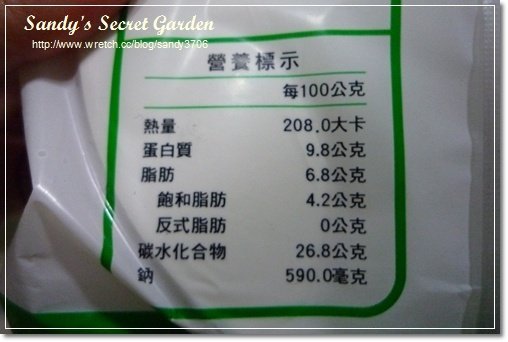 Sandy's Secret Garden
http://www.wretch.cc/blog/sandy3706
營養標示
每100公克
熱量 208.0大卡
蛋白質 9.8公克
脂肪 6.8公克
飽和脂肪 4.2公克
反式脂肪 0公克
碳水化合物 26.8公克
鈉 590.0毫克